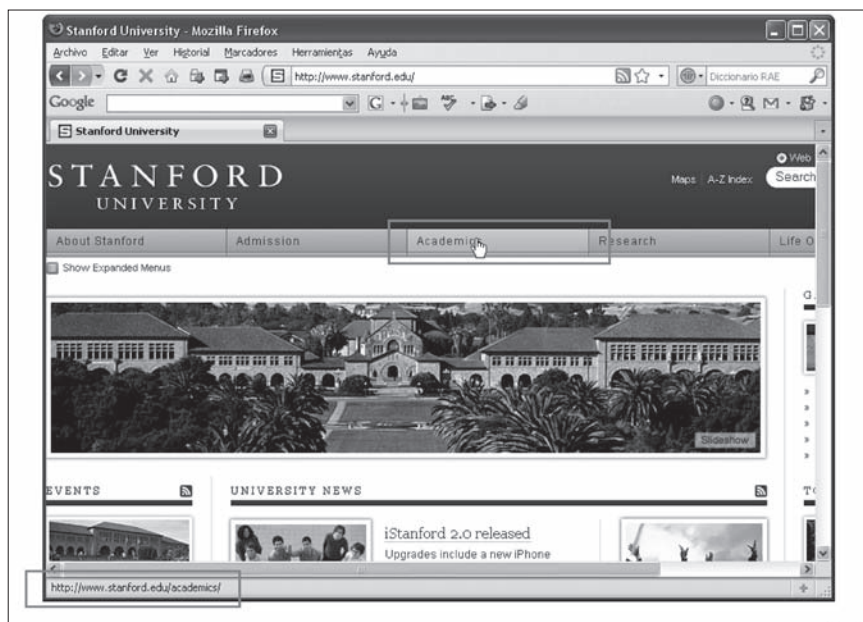 Stanford University - Mozilla Firefox
Archivo Editar Ver Historial Marcadores Herramientas Ayuda
http://www.stanford.edu/ Diccionario RAE
Google
Stanford University
STANFORD
UNIVERSITY
Web
Maps A-Z Index Search
About Stanford Admission Academics Research Life O
Show Expanded Menus
Slideshow
EVENTS UNIVERSITY NEWS
iStanford 2.0 released
Upgrades include a new iPhone
http://www.stanford.edu/academics/